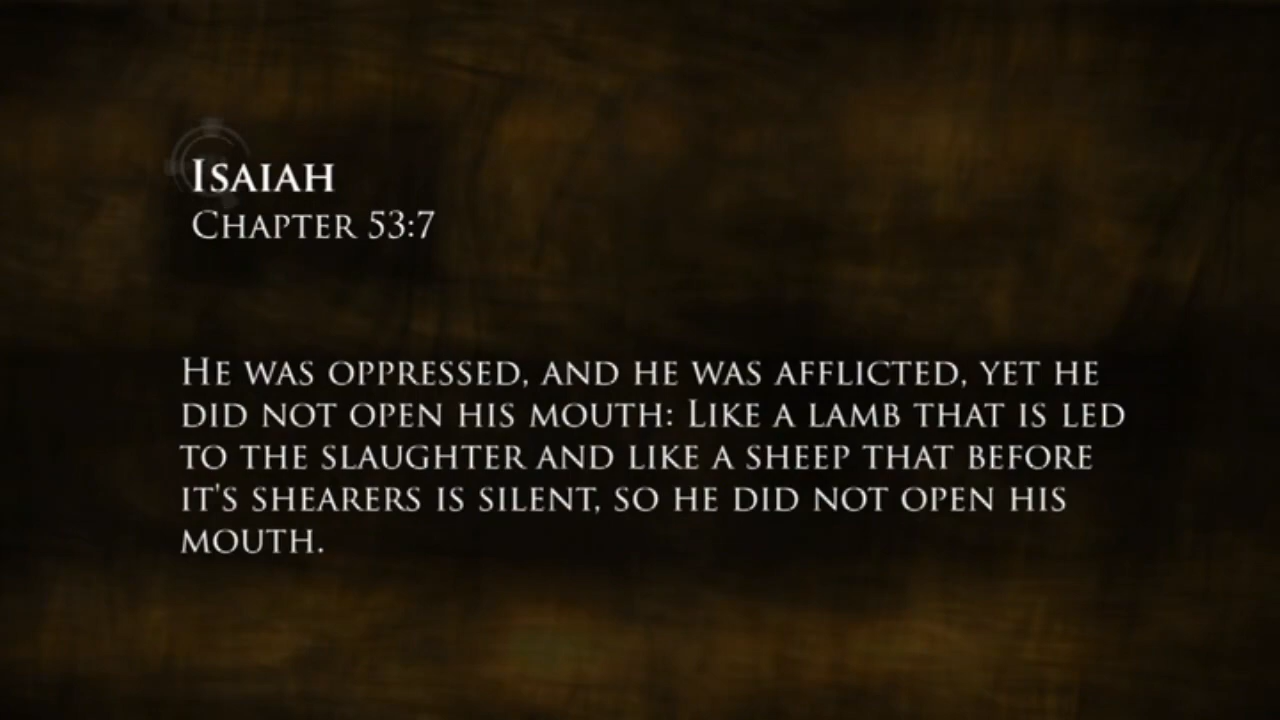 Isaiah
Chapter 53:7
He was oppressed, and he was afflicted, yet he
did not open his mouth: Like a lamb that is led
to the slaughter and like a sheep that before
it's shearers is silent, so he did not open his
mouth.